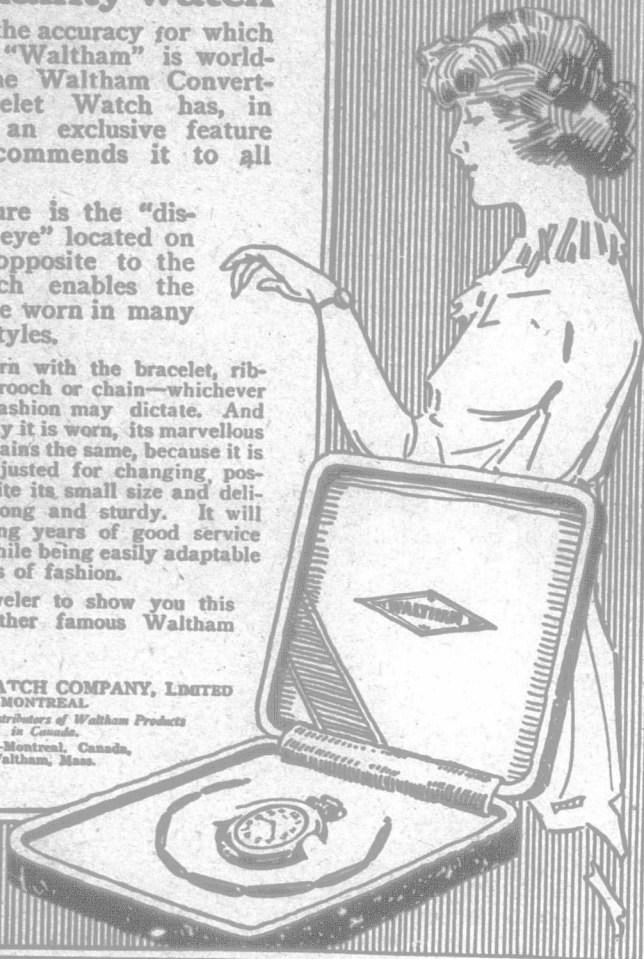 the accuracy for which
"Waltham" is world-
Waltham Convert-
elet Watch has, in
an exclusive feature
commends it to all
ure is the "dis-
eye" located on
opposite to the
ch enables the
e worn in many
tyles.
rn with the bracelet, rib-
rooch or chain—whichever
ashion may dictate. And
y it is worn, its marvellous
ains the same, because it is
justed for changing pos-
ite its small size and deli-
ong and sturdy. It will
ng years of good service
hile being easily adaptable
s of fashion.
weler to show you this
ther famous Waltham
ATCH COMPANY, LIMITED
MONTREAL
stributors of Waltham Products
in Canada.
-Montreal, Canada,
Waltham, Mass.
WALTHAM